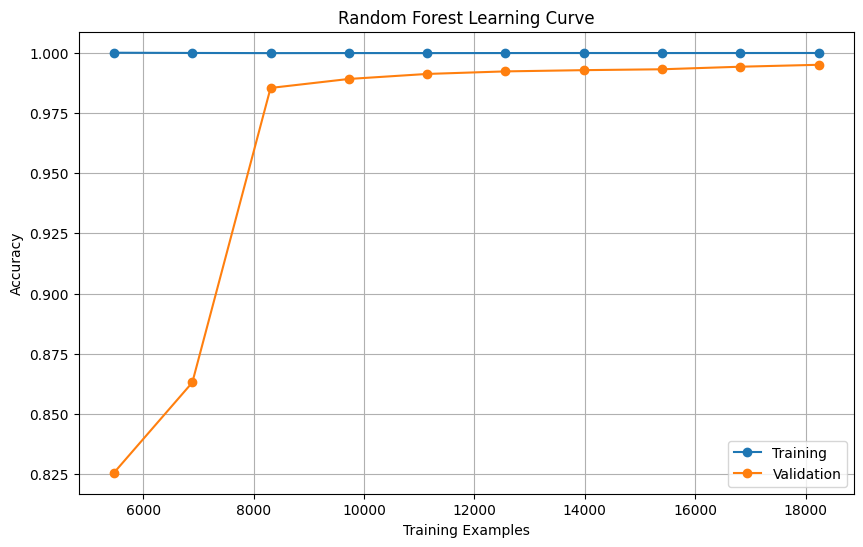 Random Forest Learning Curve
1.000
0.975
0.950
0.925
0.900
0.875
0.850
0.825
Accuracy
6000 8000 10000 12000 14000 16000 18000
Training Examples
Training
Validation